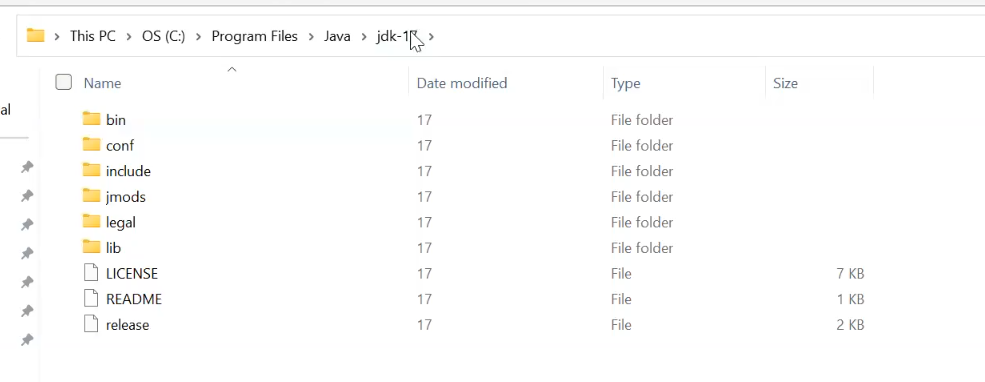 This PC > OS (C:) > Program Files > Java > jdk-17 >
Name Date modified Type Size
al
bin 17 File folder
conf 17 File folder
include 17 File folder
jmods 17 File folder
legal 17 File folder
lib 17 File folder
LICENSE 17 File 7 KB
README 17 File 1 KB
release 17 File 2 KB